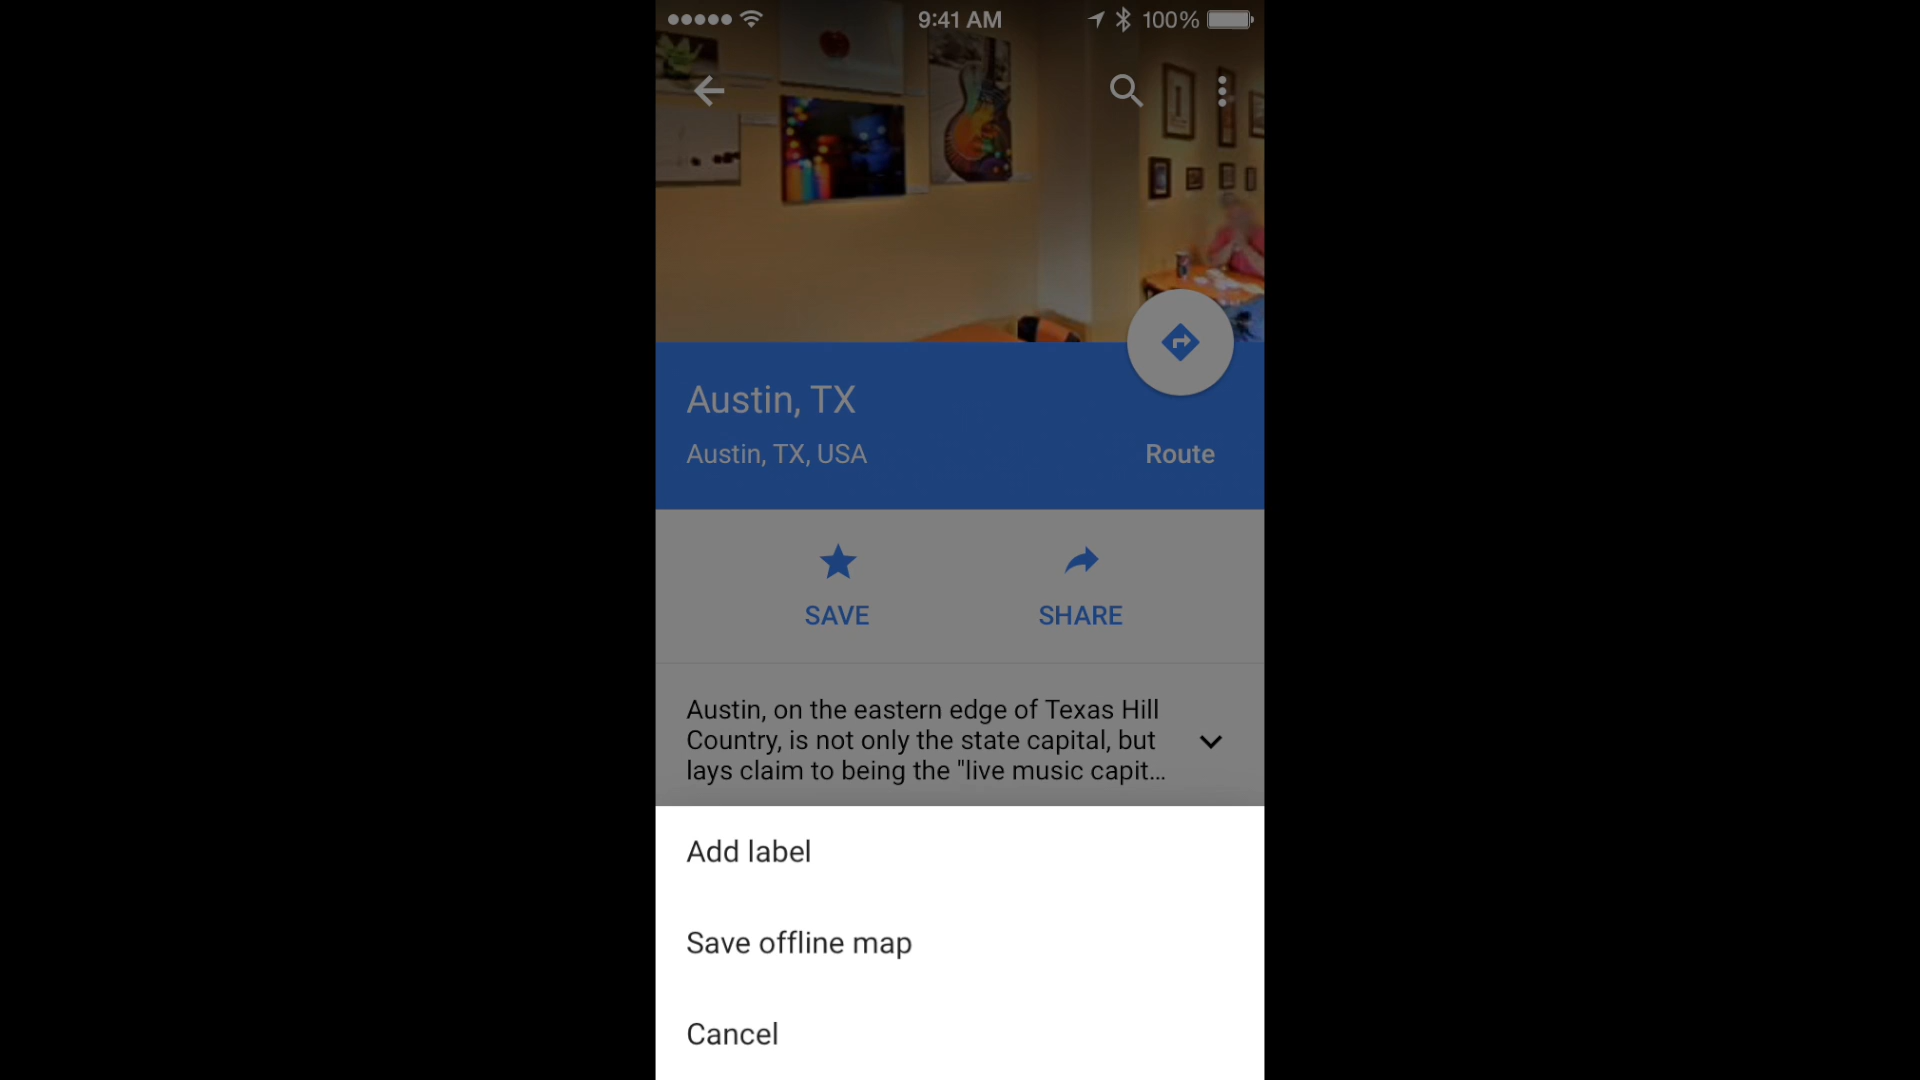 9:41 AM 100%
Austin, TX
Austin, TX, USA
Route
SAVE
SHARE
Austin, on the eastern edge of Texas Hill
Country, is not only the state capital, but
lays claim to being the "live music capit...
Add label
Save offline map
Cancel